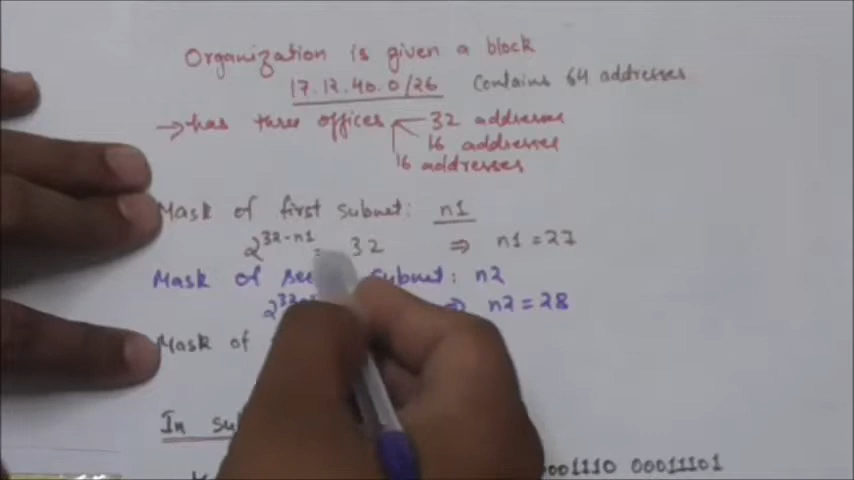 Organization is given a block
17.12.40.0/26 Contains 64 addresses
→ has three offices 32 addresses
16 addresses
16 addresses
Mask of first subnet: n1
2^32-n1 = 32 ⇒ n1 = 27
Mask of subnet: n2
⇒ n2 = 28
Mask of
In
0001110 00011101